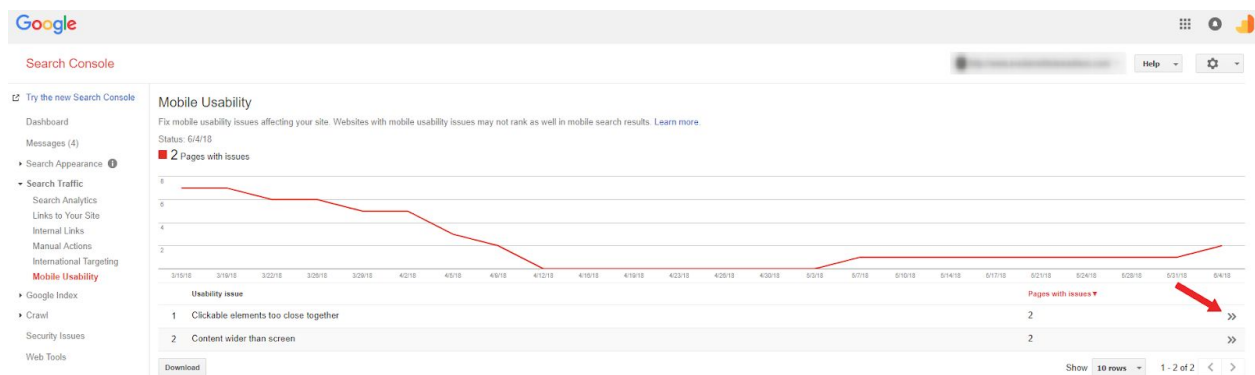 Google
Search Console
Help
Try the new Search Console
Dashboard
Messages (4)
Search Appearance
Search Traffic
Search Analytics
Links to Your Site
Internal Links
Manual Actions
International Targeting
Mobile Usability
Google Index
Crawl
Security Issues
Web Tools
Mobile Usability
Fix mobile usability issues affecting your site. Websites with mobile usability issues may not rank as well in mobile search results. Learn more.
Status: 6/4/18
2 Pages with issues
8
6
4
2
3/15/18 3/19/18 3/22/18 3/26/18 3/29/18 4/2/18 4/5/18 4/9/18 4/12/18 4/16/18 4/19/18 4/23/18 4/26/18 4/30/18 5/3/18 5/7/18 5/10/18 5/14/18 5/17/18 5/21/18 5/24/18 5/28/18 5/31/18 6/4/18
Usability issue Pages with issues▼
1 Clickable elements too close together 2 »
2 Content wider than screen 2 »
Download Show 10 rows 1 - 2 of 2 < >